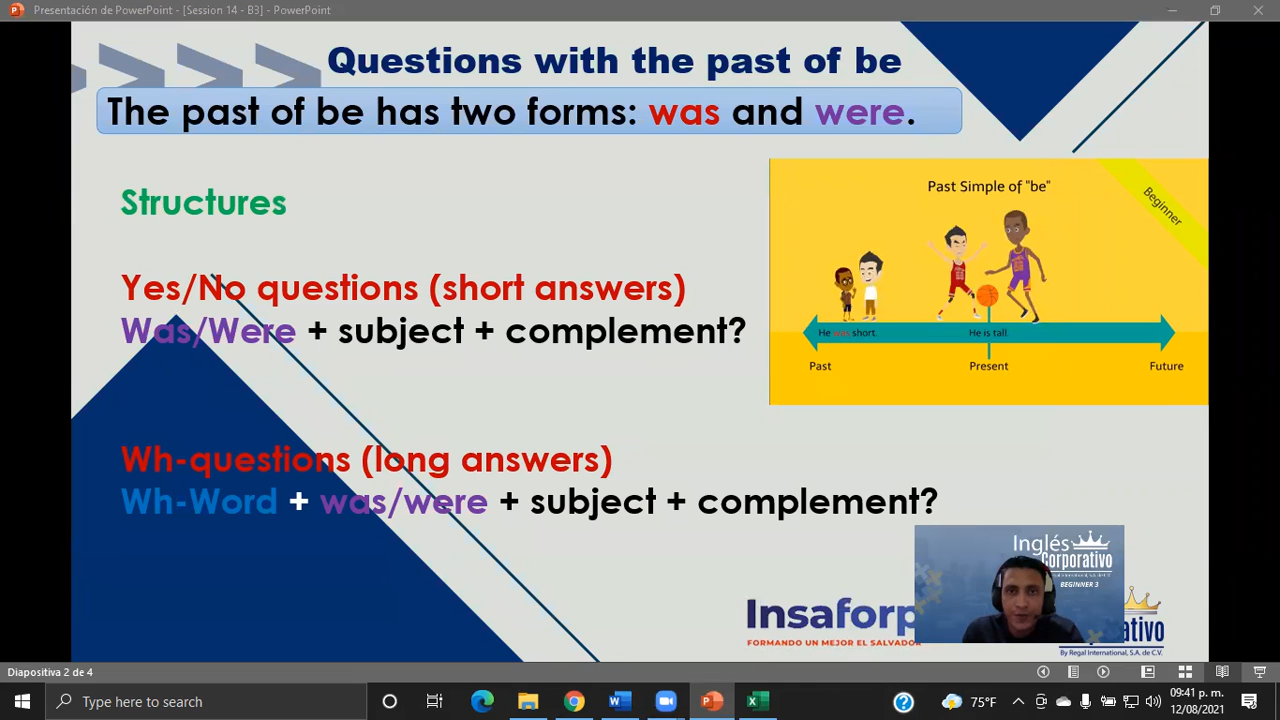 Presentación de PowerPoint - [Session 14 - B3] - PowerPoint
Questions with the past of be
The past of be has two forms: was and were.
Structures
Yes/No questions (short answers)
Was/Were + subject + complement?
Past Simple of "be"
Beginner
He was short.
He is tall.
Past
Present
Future
Wh-questions (long answers)
Wh-Word + was/were + subject + complement?
Inglés
Corporativo
BEGINNER 3
Insaforp
FORMANDO UN MEJOR EL SALVADOR
By Regal International, S.A. de C.V.
Diapositiva 2 de 4
Type here to search
75°F
09:41 p. m.
12/08/2021